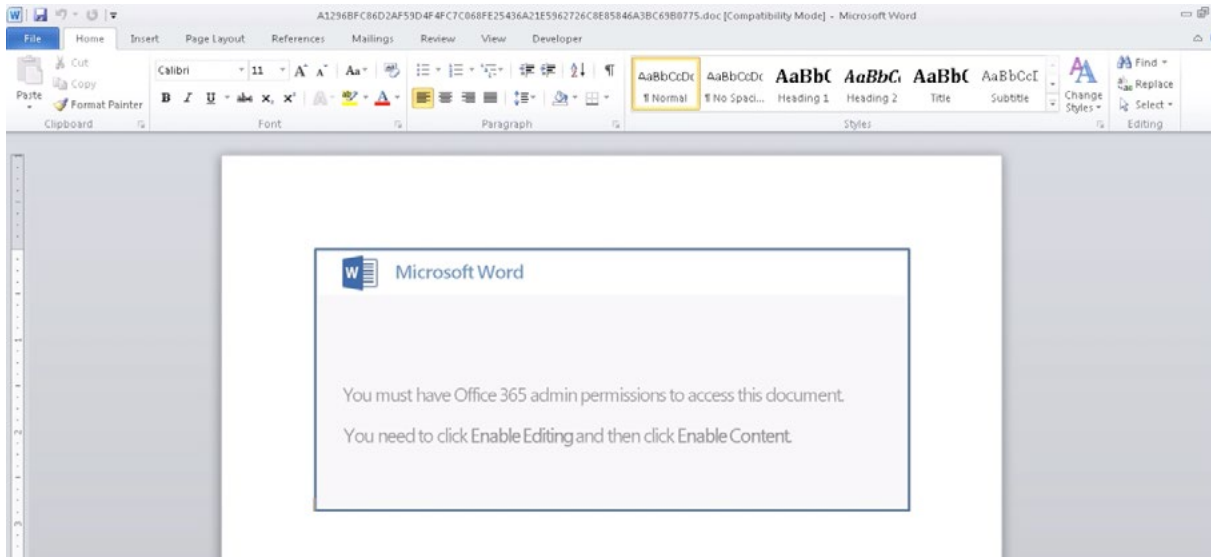 A1296BFC86D2AF59D4F4FC7C068FE25436A21E5962726C8E85846A3BC69B0775.doc [Compatibility Mode] - Microsoft Word
File Home Insert Page Layout References Mailings Review View Developer
Cut
Copy
Format Painter
Paste
Clipboard
Calibri 11
Font
Paragraph
AaBbCcDc AaBbCcDc AaBbC AaBbC AaBbC AaBbCcD
¶ Normal ¶ No Spaci... Heading 1 Heading 2 Title Subtitle
Change Styles
Styles
Find
Replace
Select
Editing
Microsoft Word
You must have Office 365 admin permissions to access this document.
You need to click Enable Editing and then click Enable Content.